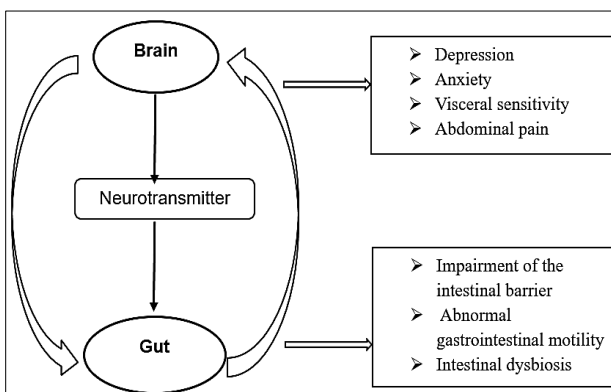 Brain
Neurotransmitter
Gut
➢ Depression
➢ Anxiety
➢ Visceral sensitivity
➢ Abdominal pain
➢ Impairment of the
intestinal barrier
➢ Abnormal
gastrointestinal motility
➢ Intestinal dysbiosis